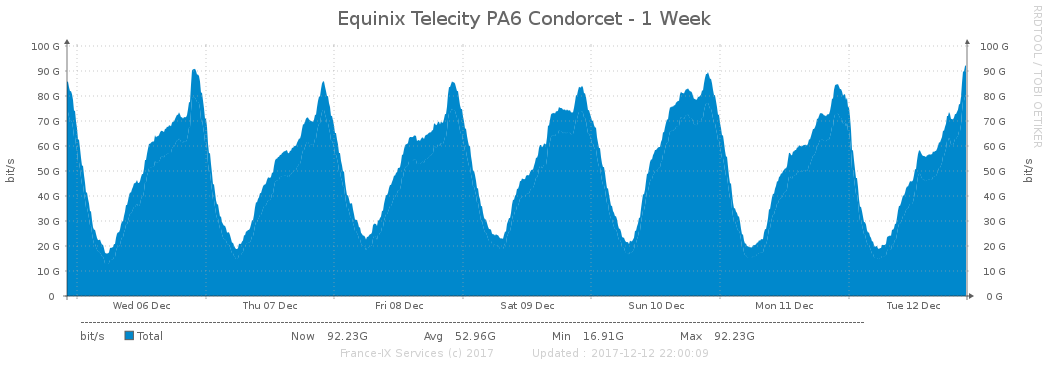 Equinix Telecity PA6 Condorcet - 1 Week
RRDTOOL / TOBI OETIKER
bit/s
100 G
90 G
80 G
70 G
60 G
50 G
40 G
30 G
20 G
10 G
0
100 G
90 G
80 G
70 G
60 G
50 G
40 G
30 G
20 G
10 G
0 G
bit/s
Wed 06 Dec Thu 07 Dec Fri 08 Dec Sat 09 Dec Sun 10 Dec Mon 11 Dec Tue 12 Dec
bit/s Total Now 92.23G Avg 52.96G Min 16.91G Max 92.23G
France-IX Services (c) 2017 Updated : 2017-12-12 22:00:09